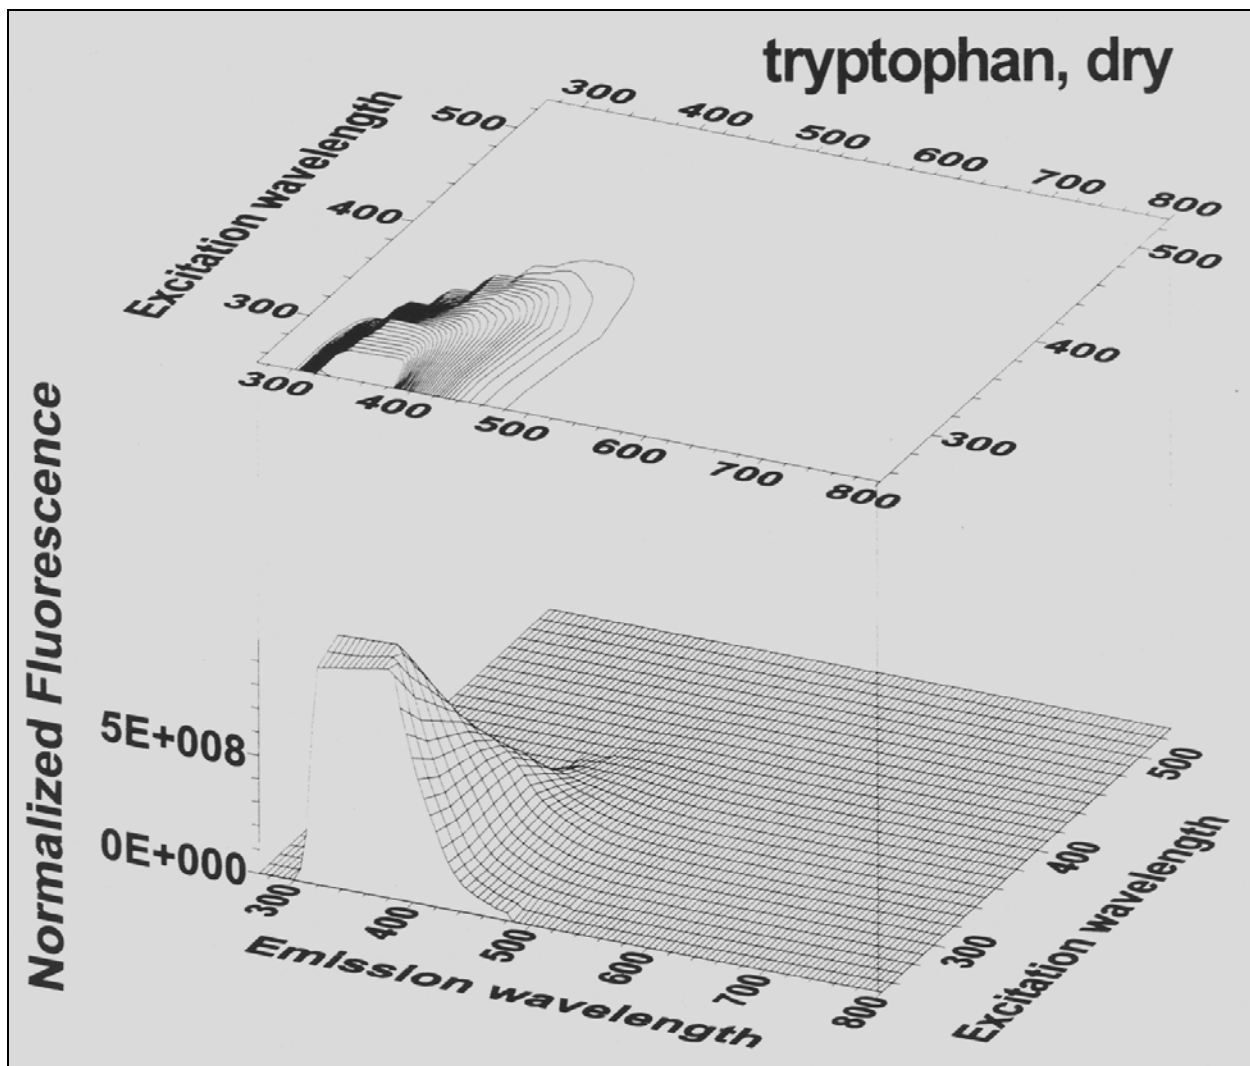 tryptophan, dry
300 400 500 600 700 800
Excitation wavelength
500
400
300
500
400
300
300 400 500 600 700 800
Normalized Fluorescence
5E+008
0E+000
300 400 500 600 700 800
Emission wavelength
500
400
300
Excitation wavelength